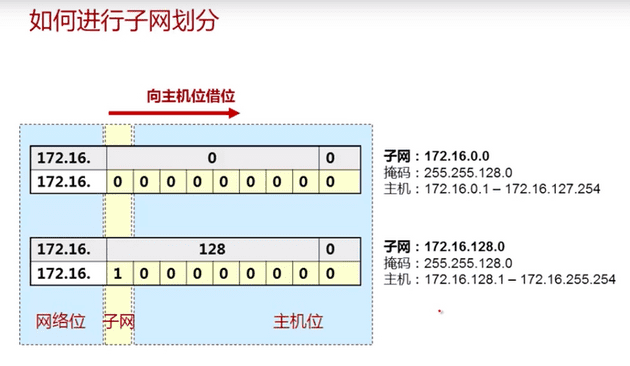 如何进行子网划分
向主机位借位
172.16. 0 0
172.16. 0 0 0 0 0 0 0 0 0
子网：172.16.0.0
掩码：255.255.128.0
主机：172.16.0.1 – 172.16.127.254
172.16. 128 0
172.16. 1 0 0 0 0 0 0 0 0
子网：172.16.128.0
掩码：255.255.128.0
主机：172.16.128.1 – 172.16.255.254
网络位 子网 主机位